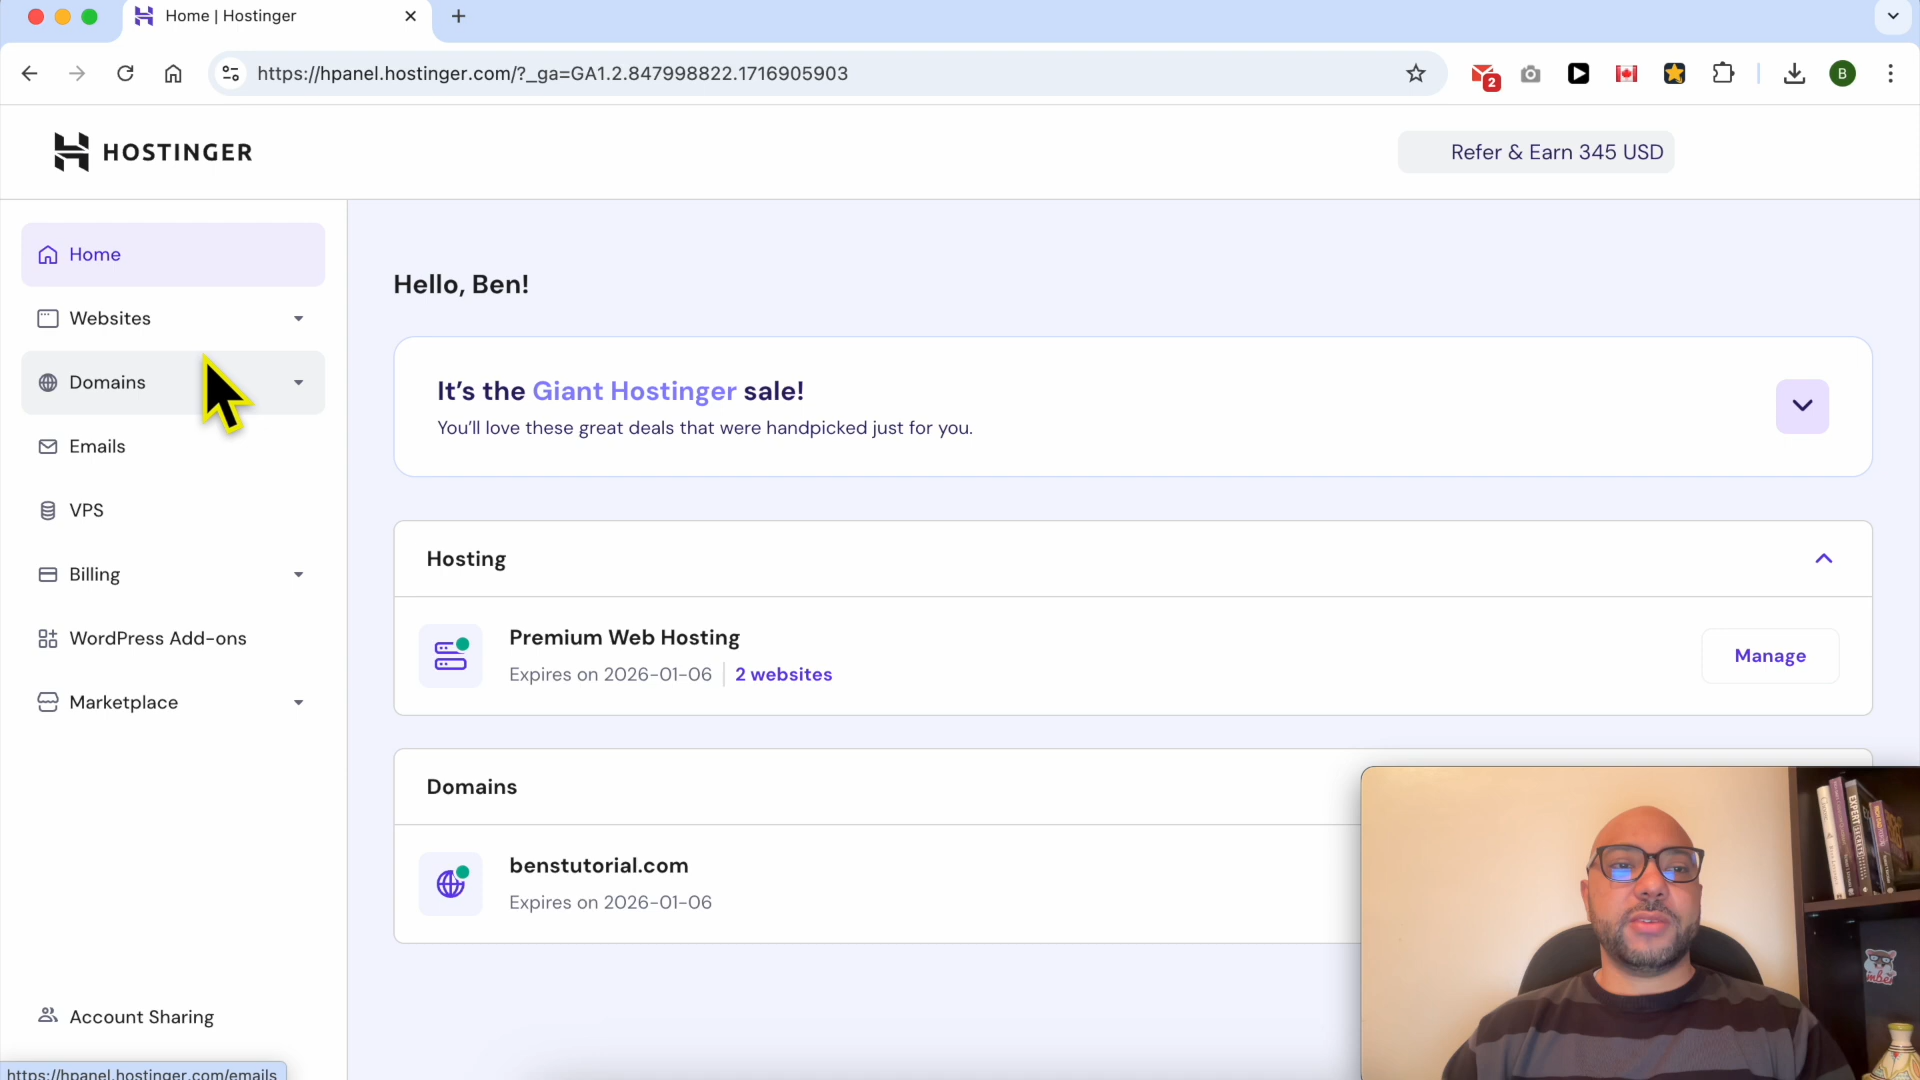 Home | Hostinger
https://hpanel.hostinger.com/?_ga=GA1.2.847998822.1716905903
2
B
HOSTINGER
Refer & Earn 345 USD
Home
Websites
Domains
Emails
VPS
Billing
WordPress Add-ons
Marketplace
Account Sharing
https://hpanel.hostinger.com/emails
Hello, Ben!
It's the Giant Hostinger sale!
You'll love these great deals that were handpicked just for you.
Hosting
Premium Web Hosting
Expires on 2026-01-06
2 websites
Manage
Domains
benstutorial.com
Expires on 2026-01-06
EXPERT SECRETS